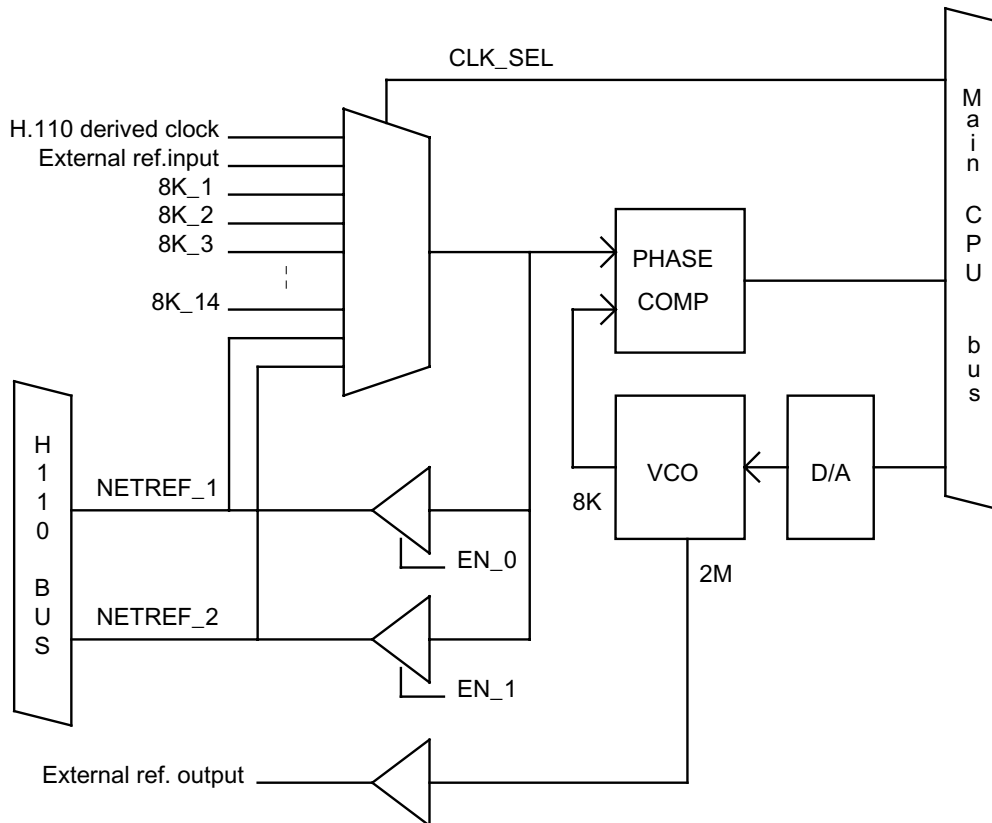 CLK_SEL
H.110 derived clock
External ref.input
8K_1
8K_2
8K_3
8K_14
PHASE
COMP
Main CPU bus
H110 BUS
NETREF_1
NETREF_2
EN_0
EN_1
8K
VCO
D/A
2M
External ref. output